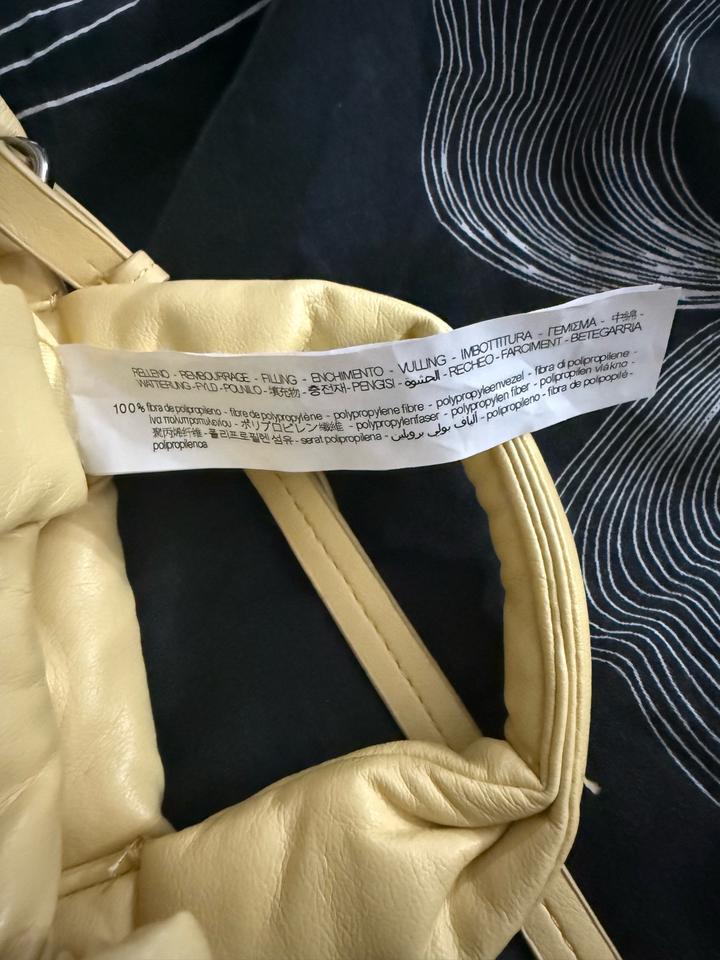 RELLENO - REMBOURRAGE - FILLING - ENCHIMENTO - VULLING - IMBOTTITURA - ΓΕΜΙΣΜΑ - 中綿 -
WATTERUNG - FYLD - POLNILO - 填充物 - 충전재 - PENGISI - الحشوة - RECHEO - FARCIMENT - BETEGARRIA
100% fibra de polipropileno - fibre de polypropylène - polypropylene fibre - polypropyleenvezel - fibra di polipropilene -
ίνα πολυπροπυλενίου - ポリプロピレン繊維 - polypropylenfaser - polypropylen fiber - polipropilen vlákno -
聚丙烯纤维 - 폴리프로필렌 섬유 - serat polipropilena - ألياف بولي بروبلين - polipropileno - fibra de polipopilè -
polipropilenoa